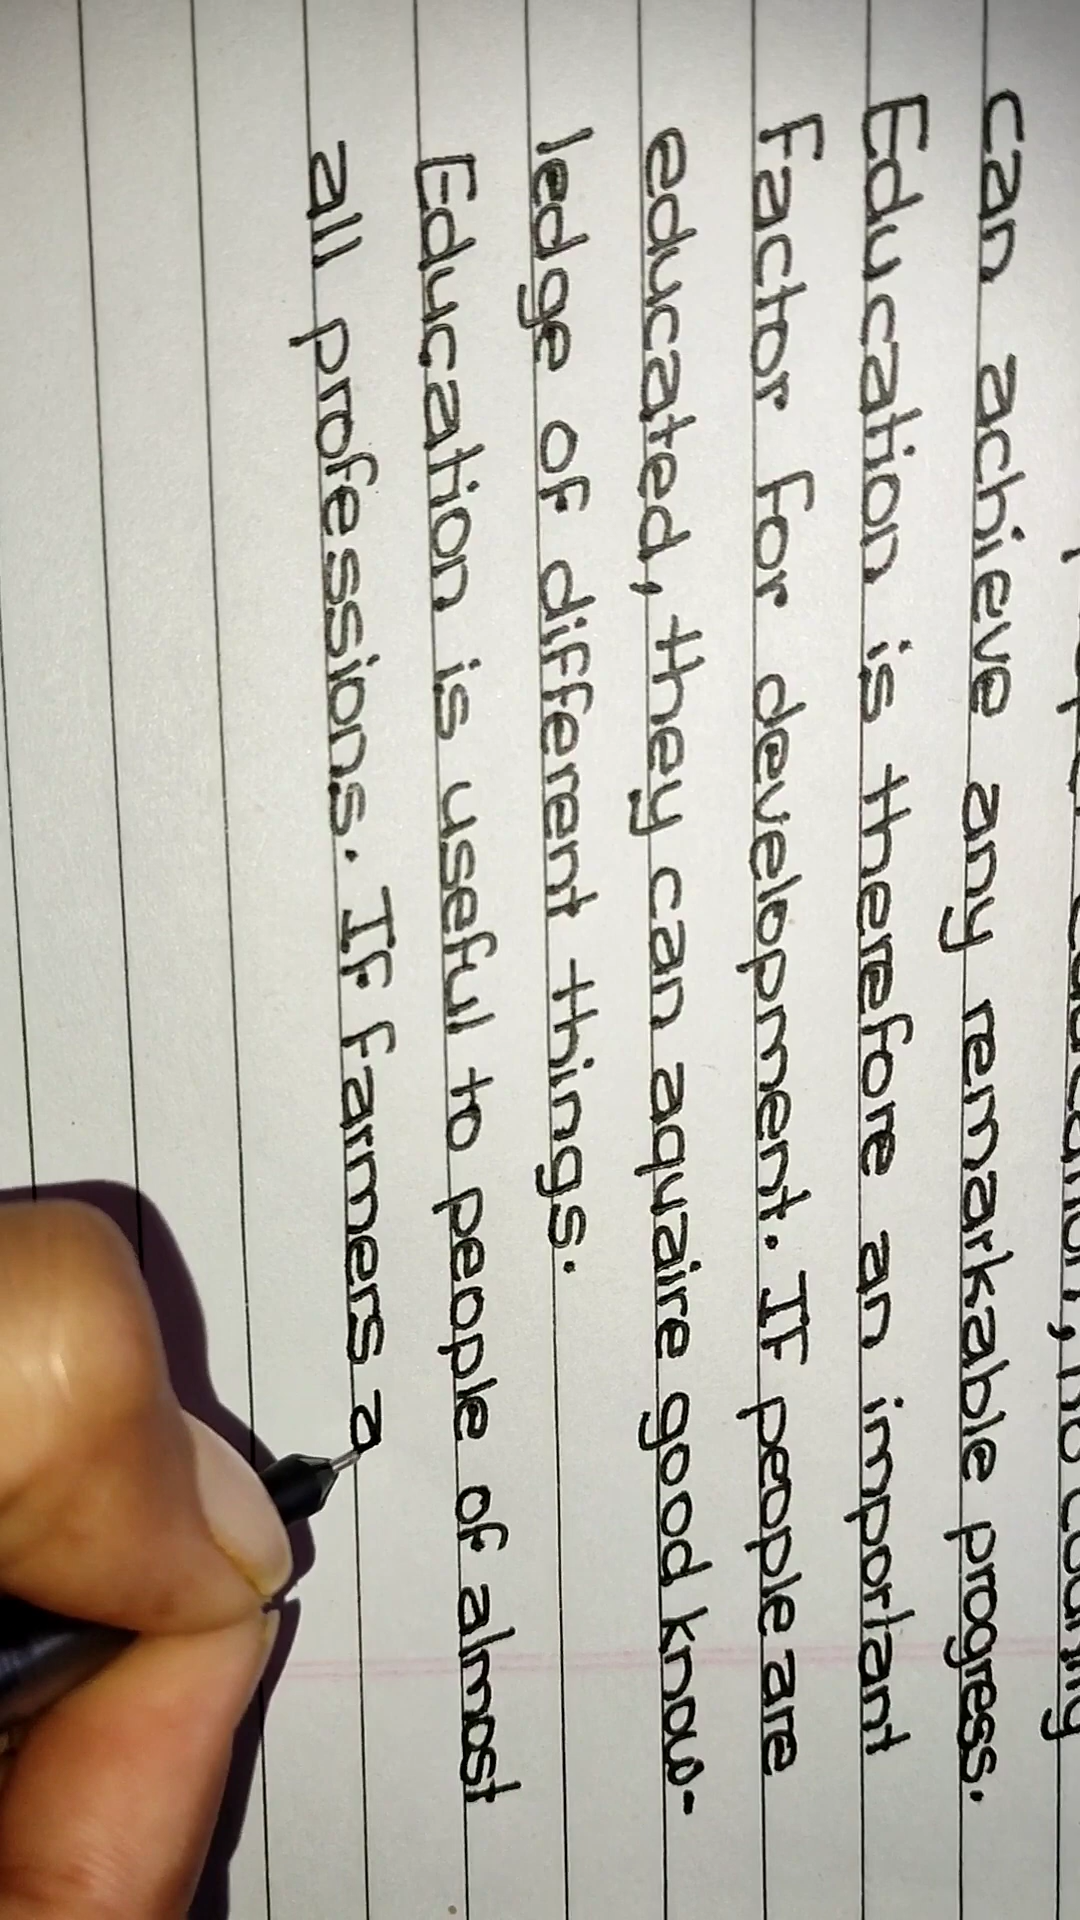 can achieve any remarkable progress.
Education is therefore an important
Factor for development. IF people are
educated, they can aquaire good know-
ledge of different things.
Education is useful to people of almost
all professions. IF farmers a